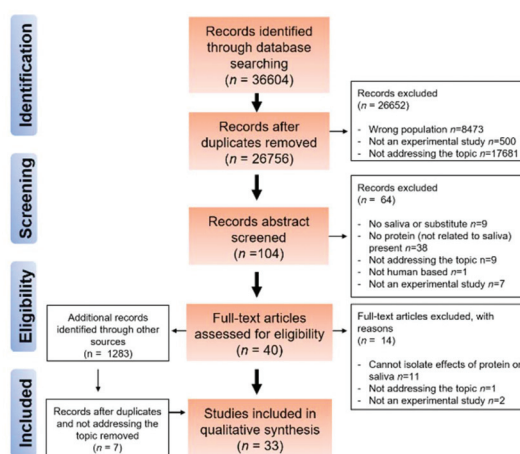 Identification
Records identified
through database
searching
(n = 36604)
Records after
duplicates removed
(n = 26756)
Records excluded
(n = 26652)
- Wrong population n=8473
- Not an experimental study n=500
- Not addressing the topic n=17681
Screening
Records abstract
screened
(n =104)
Records excluded
(n = 64)
- No saliva or substitute n=9
- No protein (not related to saliva)
present n=38
- Not addressing the topic n=9
- Not human based n=1
- Not an experimental study n=7
Eligibility
Additional records
identified through other
sources
(n = 1283)
Full-text articles
assessed for eligibility
(n = 40)
Full-text articles excluded, with
reasons
(n = 14)
- Cannot isolate effects of protein or
saliva n=11
- Not addressing the topic n=1
- Not an experimental study n=2
Included
Records after duplicates
and not addressing the
topic removed
(n = 7)
Studies included in
qualitative synthesis
(n = 33)